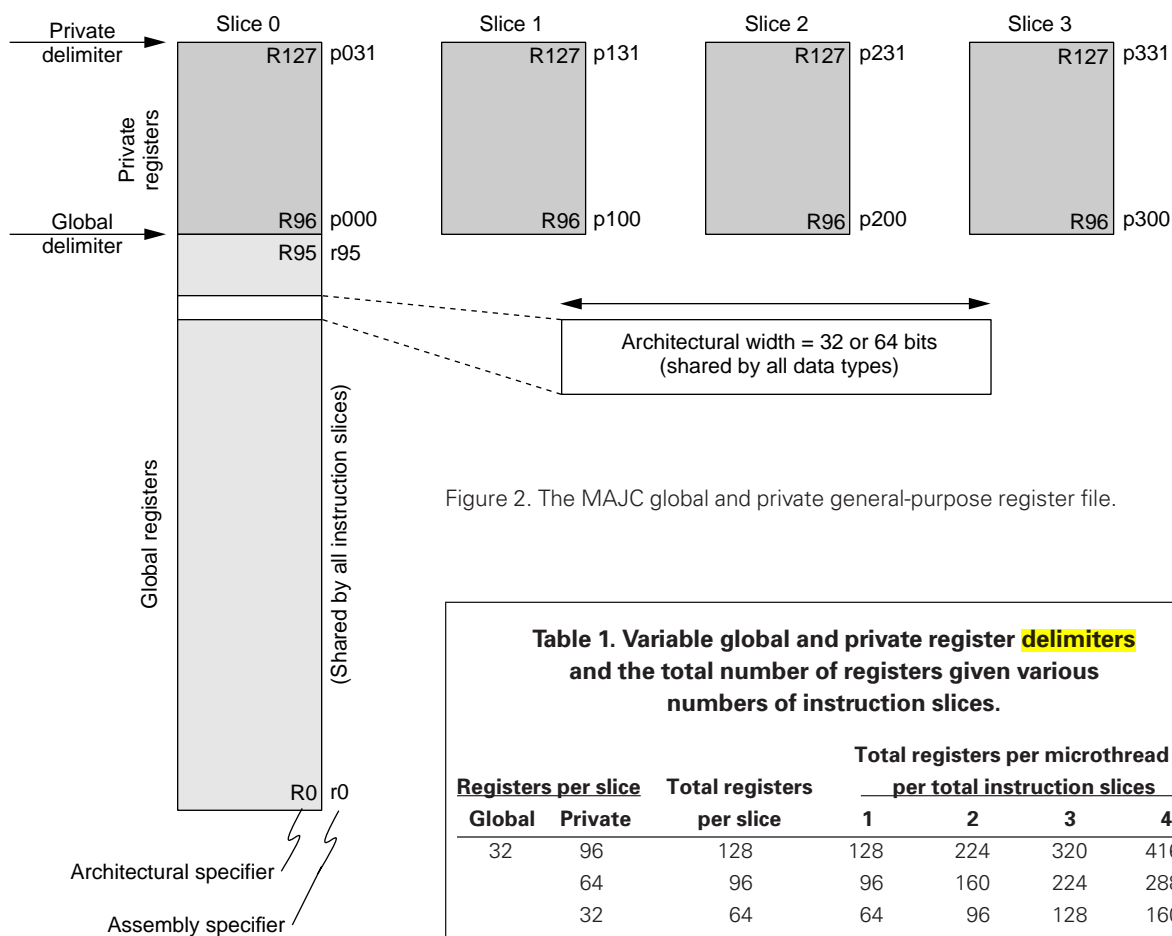 Slice 0
Slice 1
Slice 2
Slice 3
Private
delimiter
R127 p031
R127 p131
R127 p231
R127 p331
Private
registers
Global
delimiter
R96 p000
R96 p100
R96 p200
R96 p300
R95 r95
Architectural width = 32 or 64 bits
(shared by all data types)
Global registers
(Shared by all instruction slices)
R0 r0
Architectural specifier
Assembly specifier
Figure 2. The MAJC global and private general-purpose register file.
Table 1. Variable global and private register delimiters
and the total number of registers given various
numbers of instruction slices.
Total registers per microthread
Registers per slice Total registers per total instruction slices
Global Private per slice 1 2 3 4
32 96 128 128 224 320 416
64 96 96 160 224 288
32 64 64 96 128 160